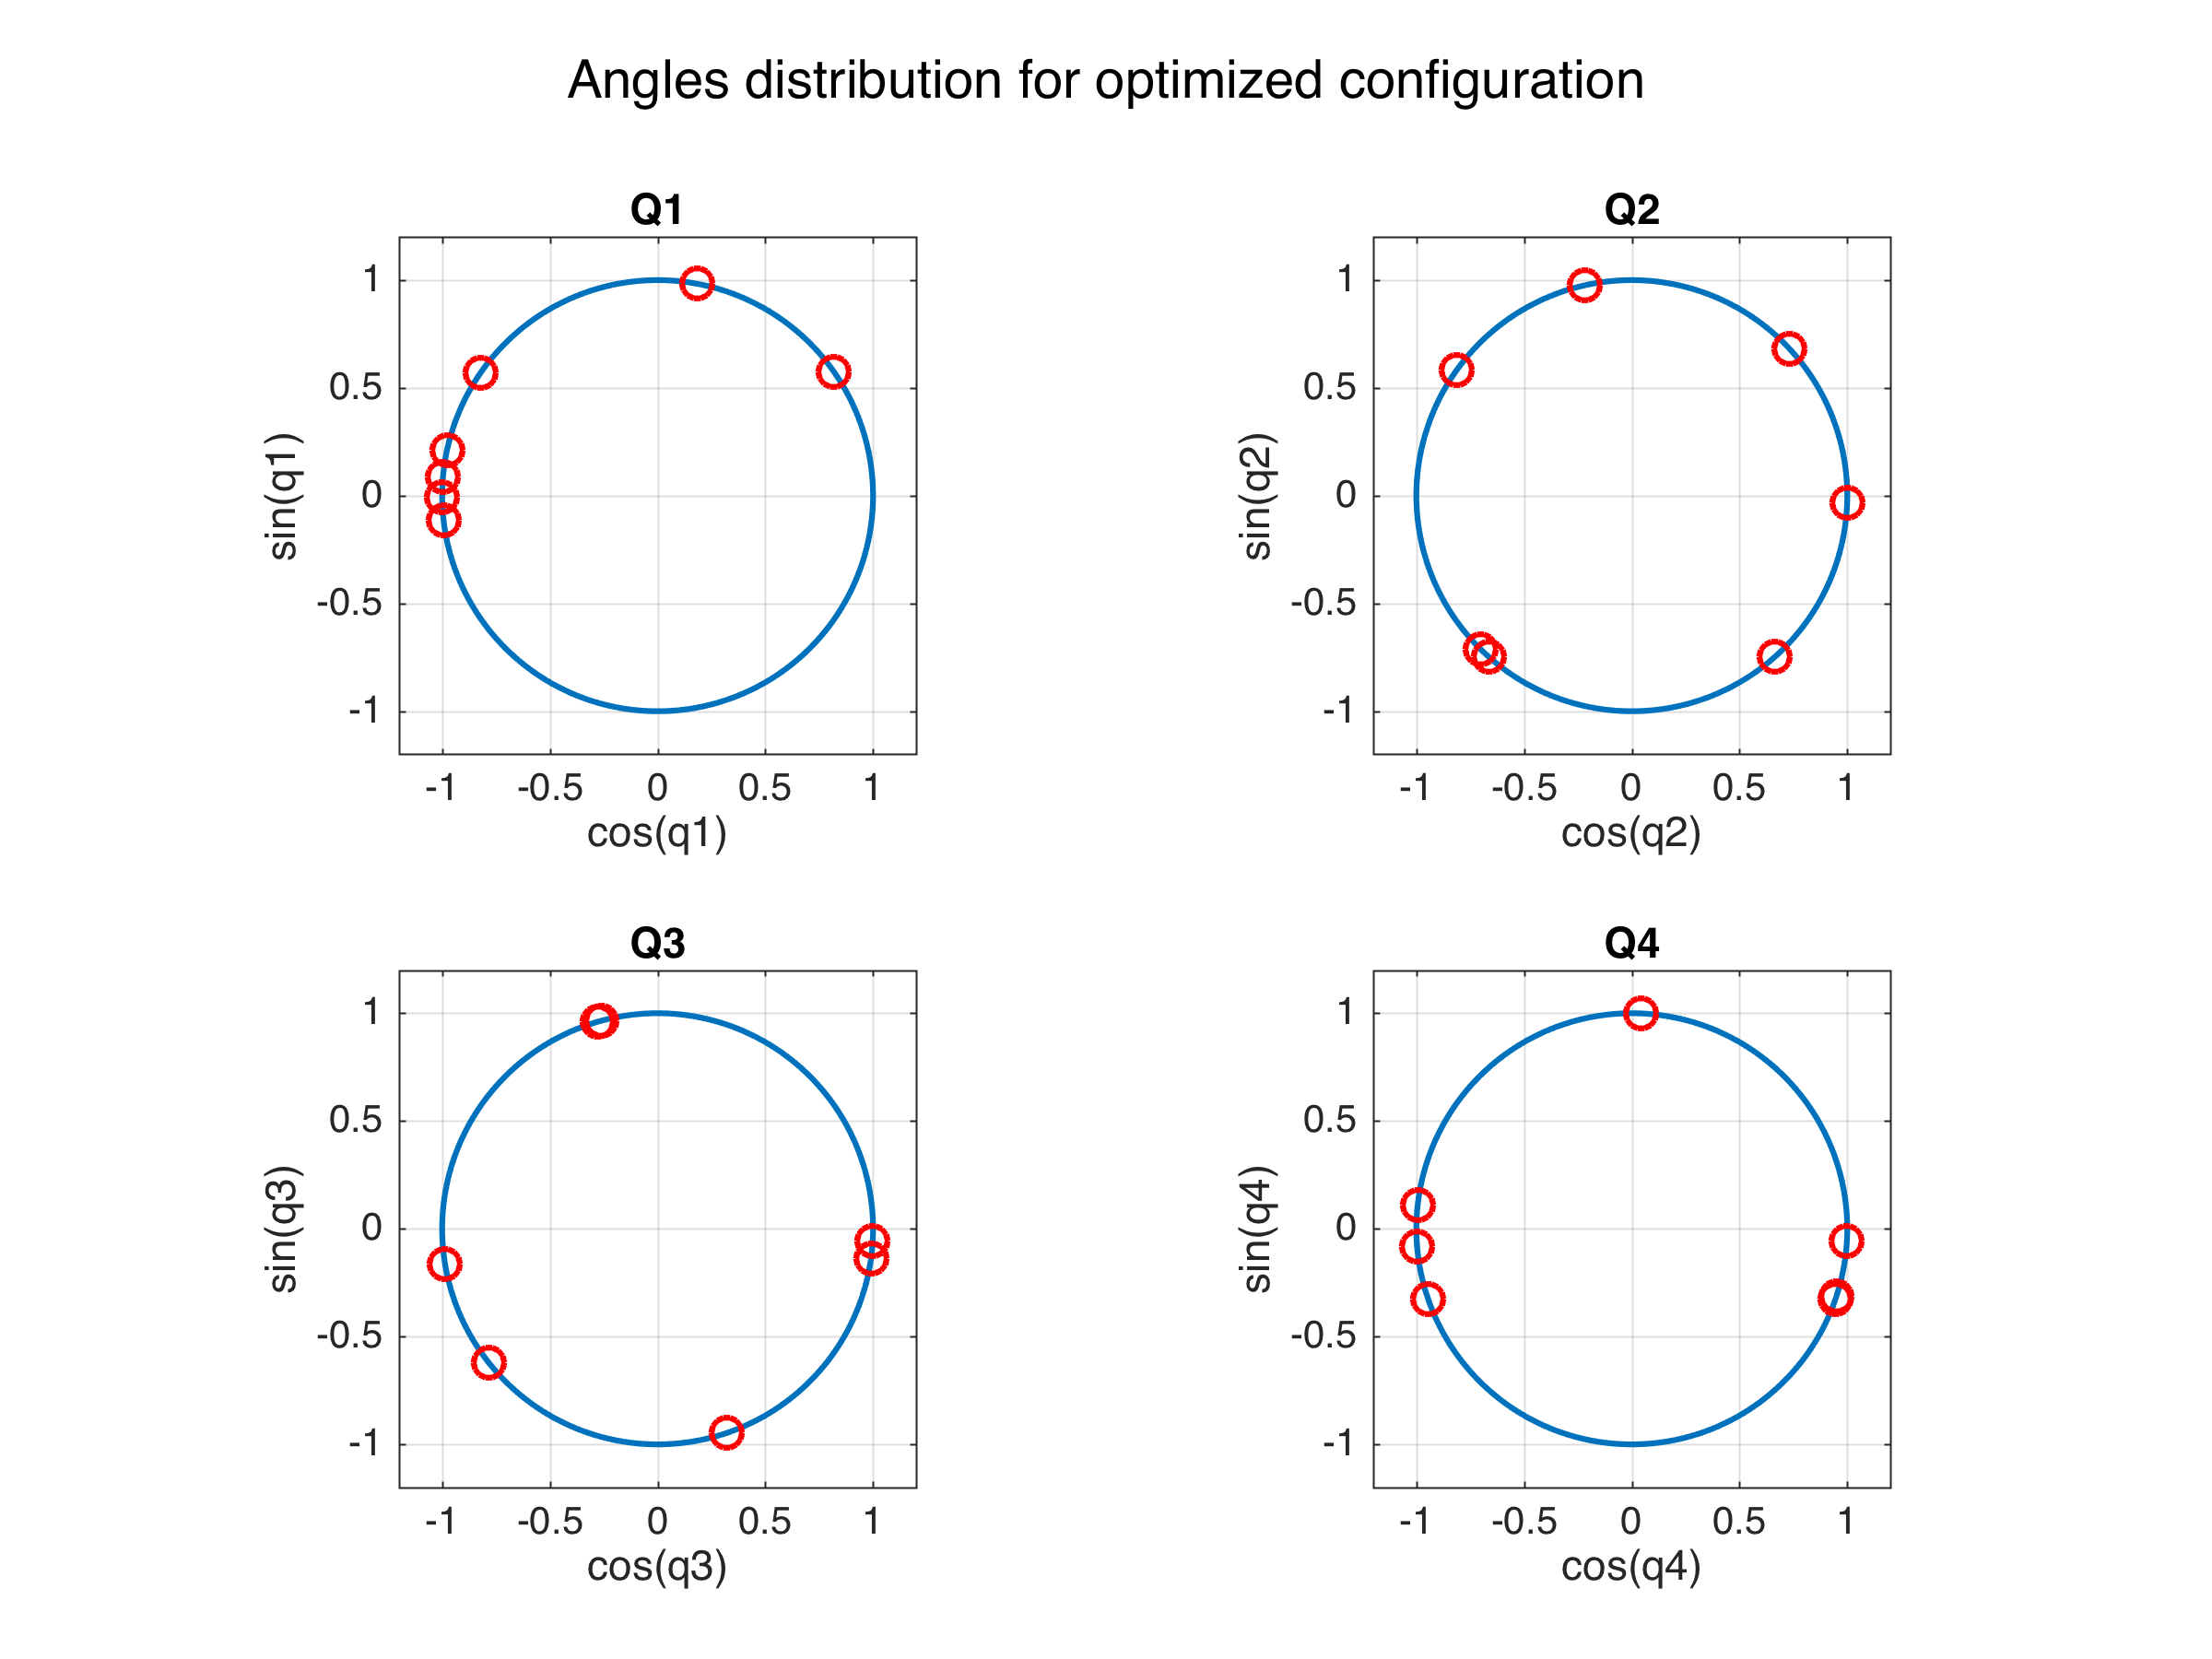 Angles distribution for optimized configuration
Q1
1
0.5
0
-0.5
-1
sin(q1)
-1 -0.5 0 0.5 1
cos(q1)
Q2
1
0.5
0
-0.5
-1
sin(q2)
-1 -0.5 0 0.5 1
cos(q2)
Q3
1
0.5
0
-0.5
-1
sin(q3)
-1 -0.5 0 0.5 1
cos(q3)
Q4
1
0.5
0
-0.5
-1
sin(q4)
-1 -0.5 0 0.5 1
cos(q4)